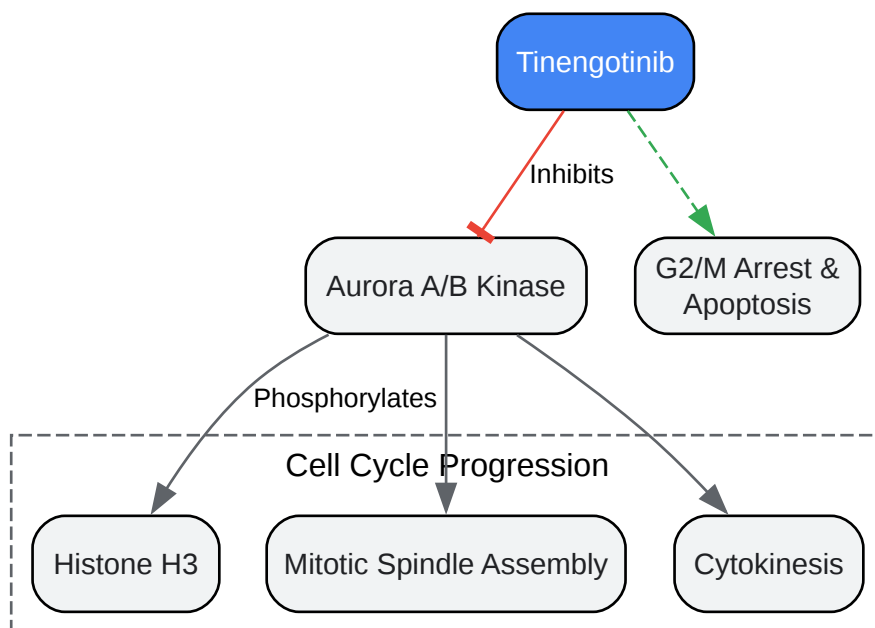 Tinengotinib
Inhibits
Aurora A/B Kinase
G2/M Arrest &
Apoptosis
Phosphorylates
Cell Cycle Progression
Histone H3
Mitotic Spindle Assembly
Cytokinesis